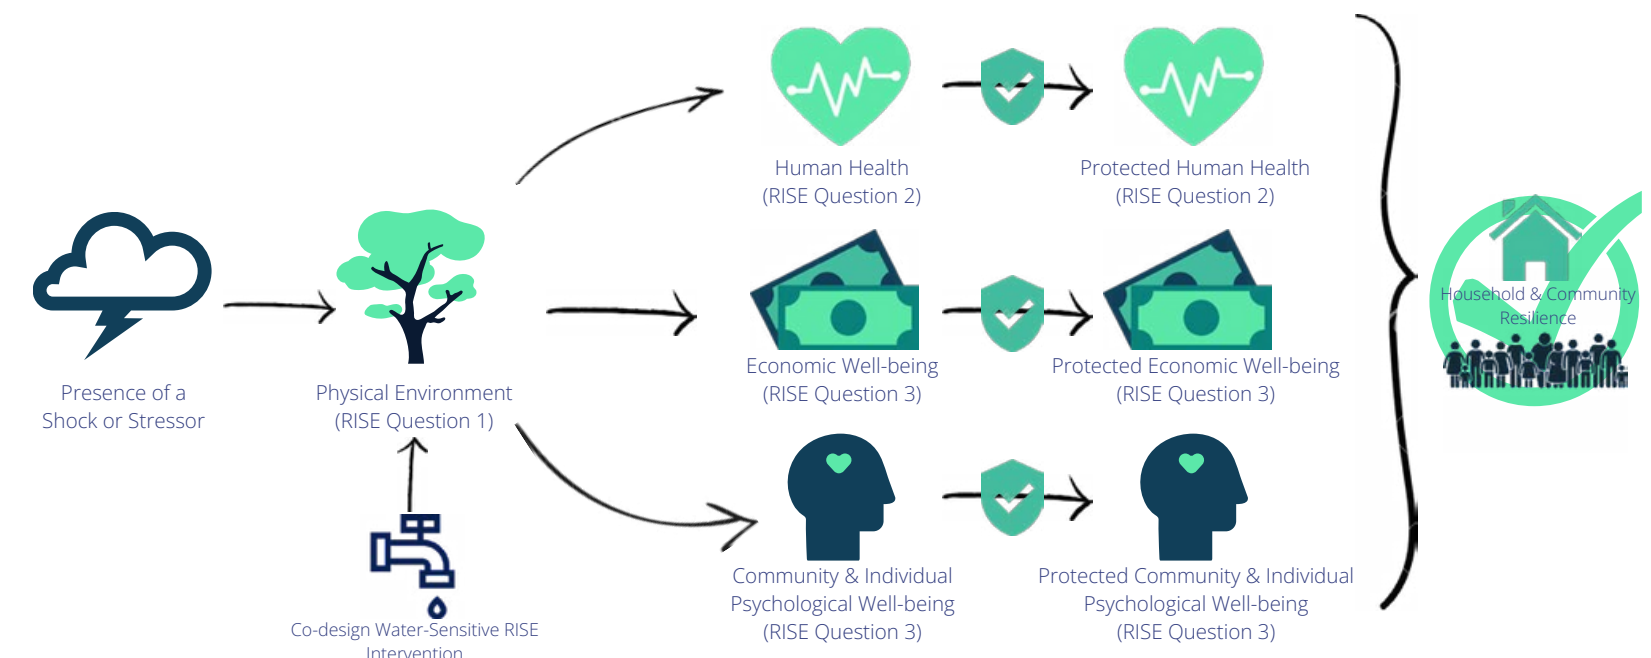 Human Health
(RISE Question 2)
Protected Human Health
(RISE Question 2)
Presence of a
Shock or Stressor
Physical Environment
(RISE Question 1)
Economic Well-being
(RISE Question 3)
Protected Economic Well-being
(RISE Question 3)
Household & Community
Resilience
Co-design Water-Sensitive RISE
Intervention
Community & Individual
Psychological Well-being
(RISE Question 3)
Protected Community & Individual
Psychological Well-being
(RISE Question 3)